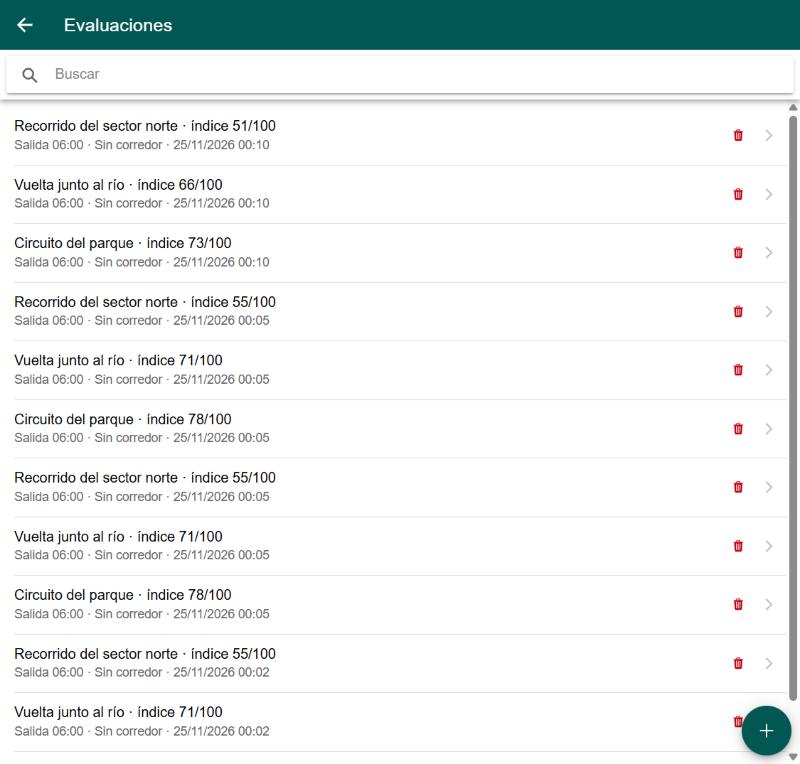 Evaluaciones
Buscar
Recorrido del sector norte · índice 51/100
Salida 06:00 · Sin corredor · 25/11/2026 00:10
Vuelta junto al río · índice 66/100
Salida 06:00 · Sin corredor · 25/11/2026 00:10
Circuito del parque · índice 73/100
Salida 06:00 · Sin corredor · 25/11/2026 00:10
Recorrido del sector norte · índice 55/100
Salida 06:00 · Sin corredor · 25/11/2026 00:05
Vuelta junto al río · índice 71/100
Salida 06:00 · Sin corredor · 25/11/2026 00:05
Circuito del parque · índice 78/100
Salida 06:00 · Sin corredor · 25/11/2026 00:05
Recorrido del sector norte · índice 55/100
Salida 06:00 · Sin corredor · 25/11/2026 00:05
Vuelta junto al río · índice 71/100
Salida 06:00 · Sin corredor · 25/11/2026 00:05
Circuito del parque · índice 78/100
Salida 06:00 · Sin corredor · 25/11/2026 00:05
Recorrido del sector norte · índice 55/100
Salida 06:00 · Sin corredor · 25/11/2026 00:02
Vuelta junto al río · índice 71/100
Salida 06:00 · Sin corredor · 25/11/2026 00:02